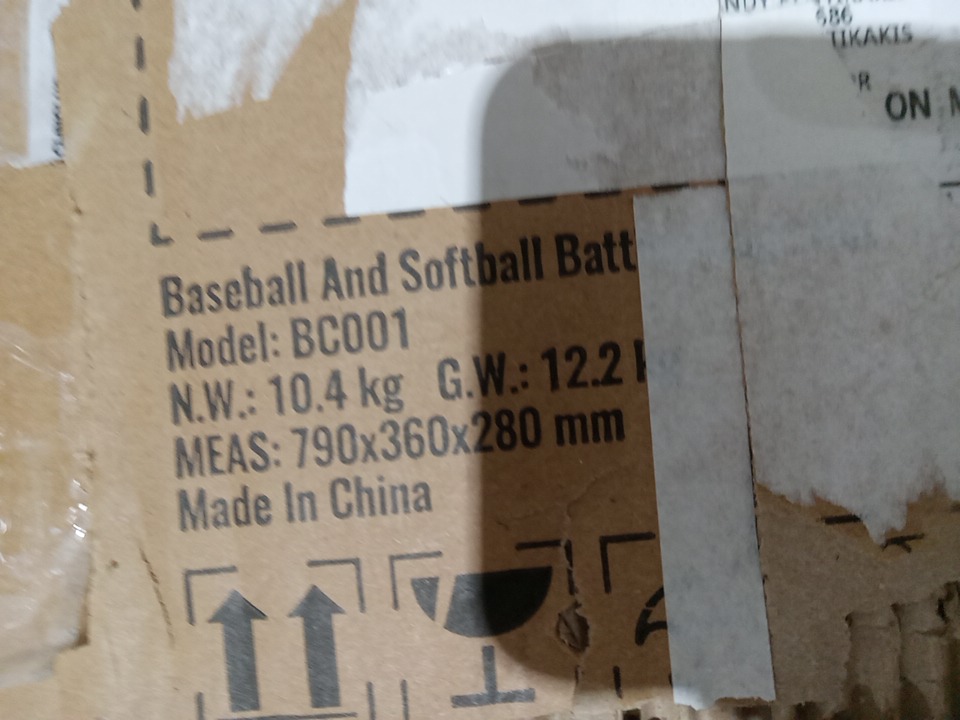 686
ON
Baseball And Softball Batt
Model: BC001
N.W.: 10.4 kg G.W.: 12.2
MEAS: 790x360x280 mm
Made In China